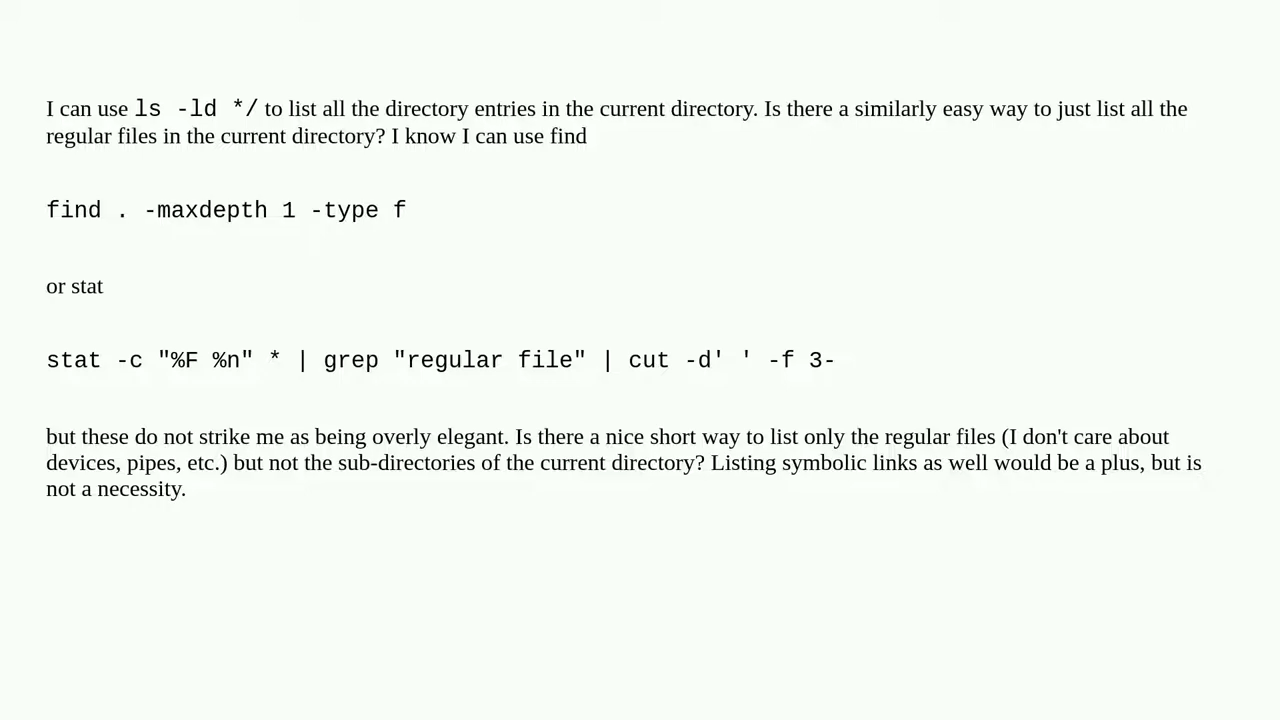 I can use ls -ld */ to list all the directory entries in the current directory. Is there a similarly easy way to just list all the
regular files in the current directory? I know I can use find
find . -maxdepth 1 -type f
or stat
stat -c "%F %n" * | grep "regular file" | cut -d' ' -f 3-
but these do not strike me as being overly elegant. Is there a nice short way to list only the regular files (I don't care about
devices, pipes, etc.) but not the sub-directories of the current directory? Listing symbolic links as well would be a plus, but is
not a necessity.